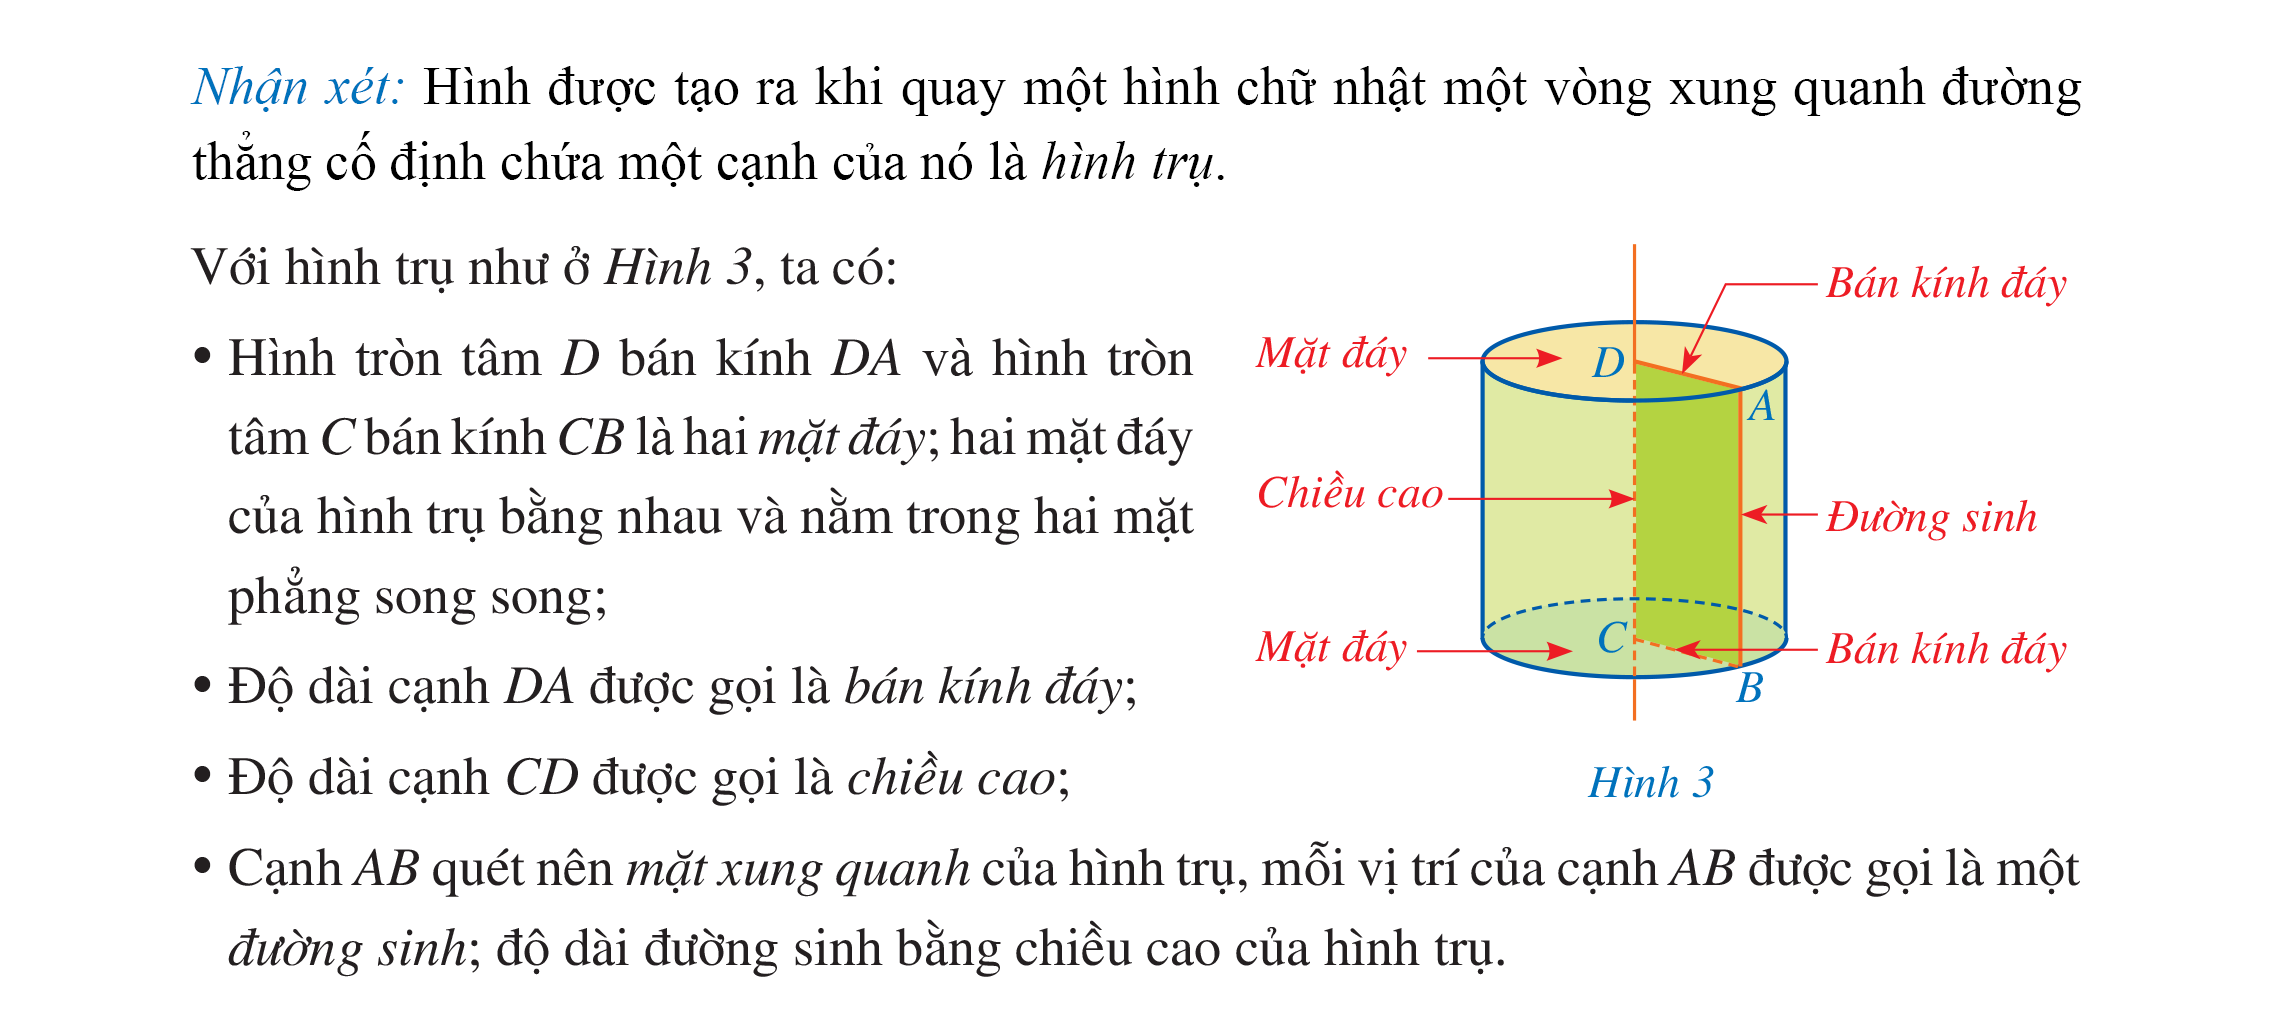 Nhận xét: Hình được tạo ra khi quay một hình chữ nhật một vòng xung quanh đường
thẳng cố định chứa một cạnh của nó là hình trụ.
Với hình trụ như ở Hình 3, ta có:
• Hình tròn tâm D bán kính DA và hình tròn
tâm C bán kính CB là hai mặt đáy; hai mặt đáy
của hình trụ bằng nhau và nằm trong hai mặt
phẳng song song;
• Độ dài cạnh DA được gọi là bán kính đáy;
• Độ dài cạnh CD được gọi là chiều cao;
Bán kính đáy
Mặt đáy
D
A
Chiều cao
Đường sinh
Mặt đáy
C
Bán kính đáy
B
Hình 3
• Cạnh AB quét nên mặt xung quanh của hình trụ, mỗi vị trí của cạnh AB được gọi là một
đường sinh; độ dài đường sinh bằng chiều cao của hình trụ.